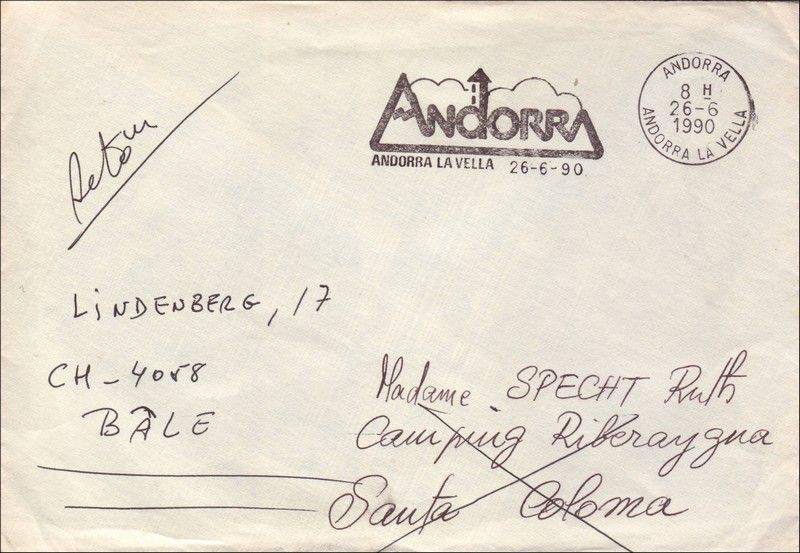 ANDORRA
ANDORRA LA VELLA 26-6-90
ANDORRA
8 H
26-6
1990
ANDORRA LA VELLA
Retour
LINDENBERG, 17
CH-4058
BÂLE
Madame SPECHT Ruth
Camping Riberaygua
Santa Coloma